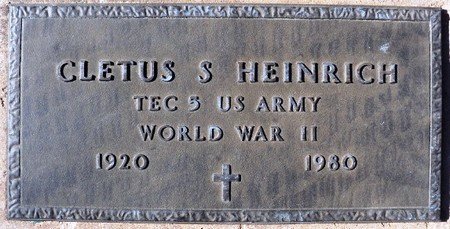 CLETUS S HEINRICH
TEC 5 US ARMY
WORLD WAR II
1920 1980